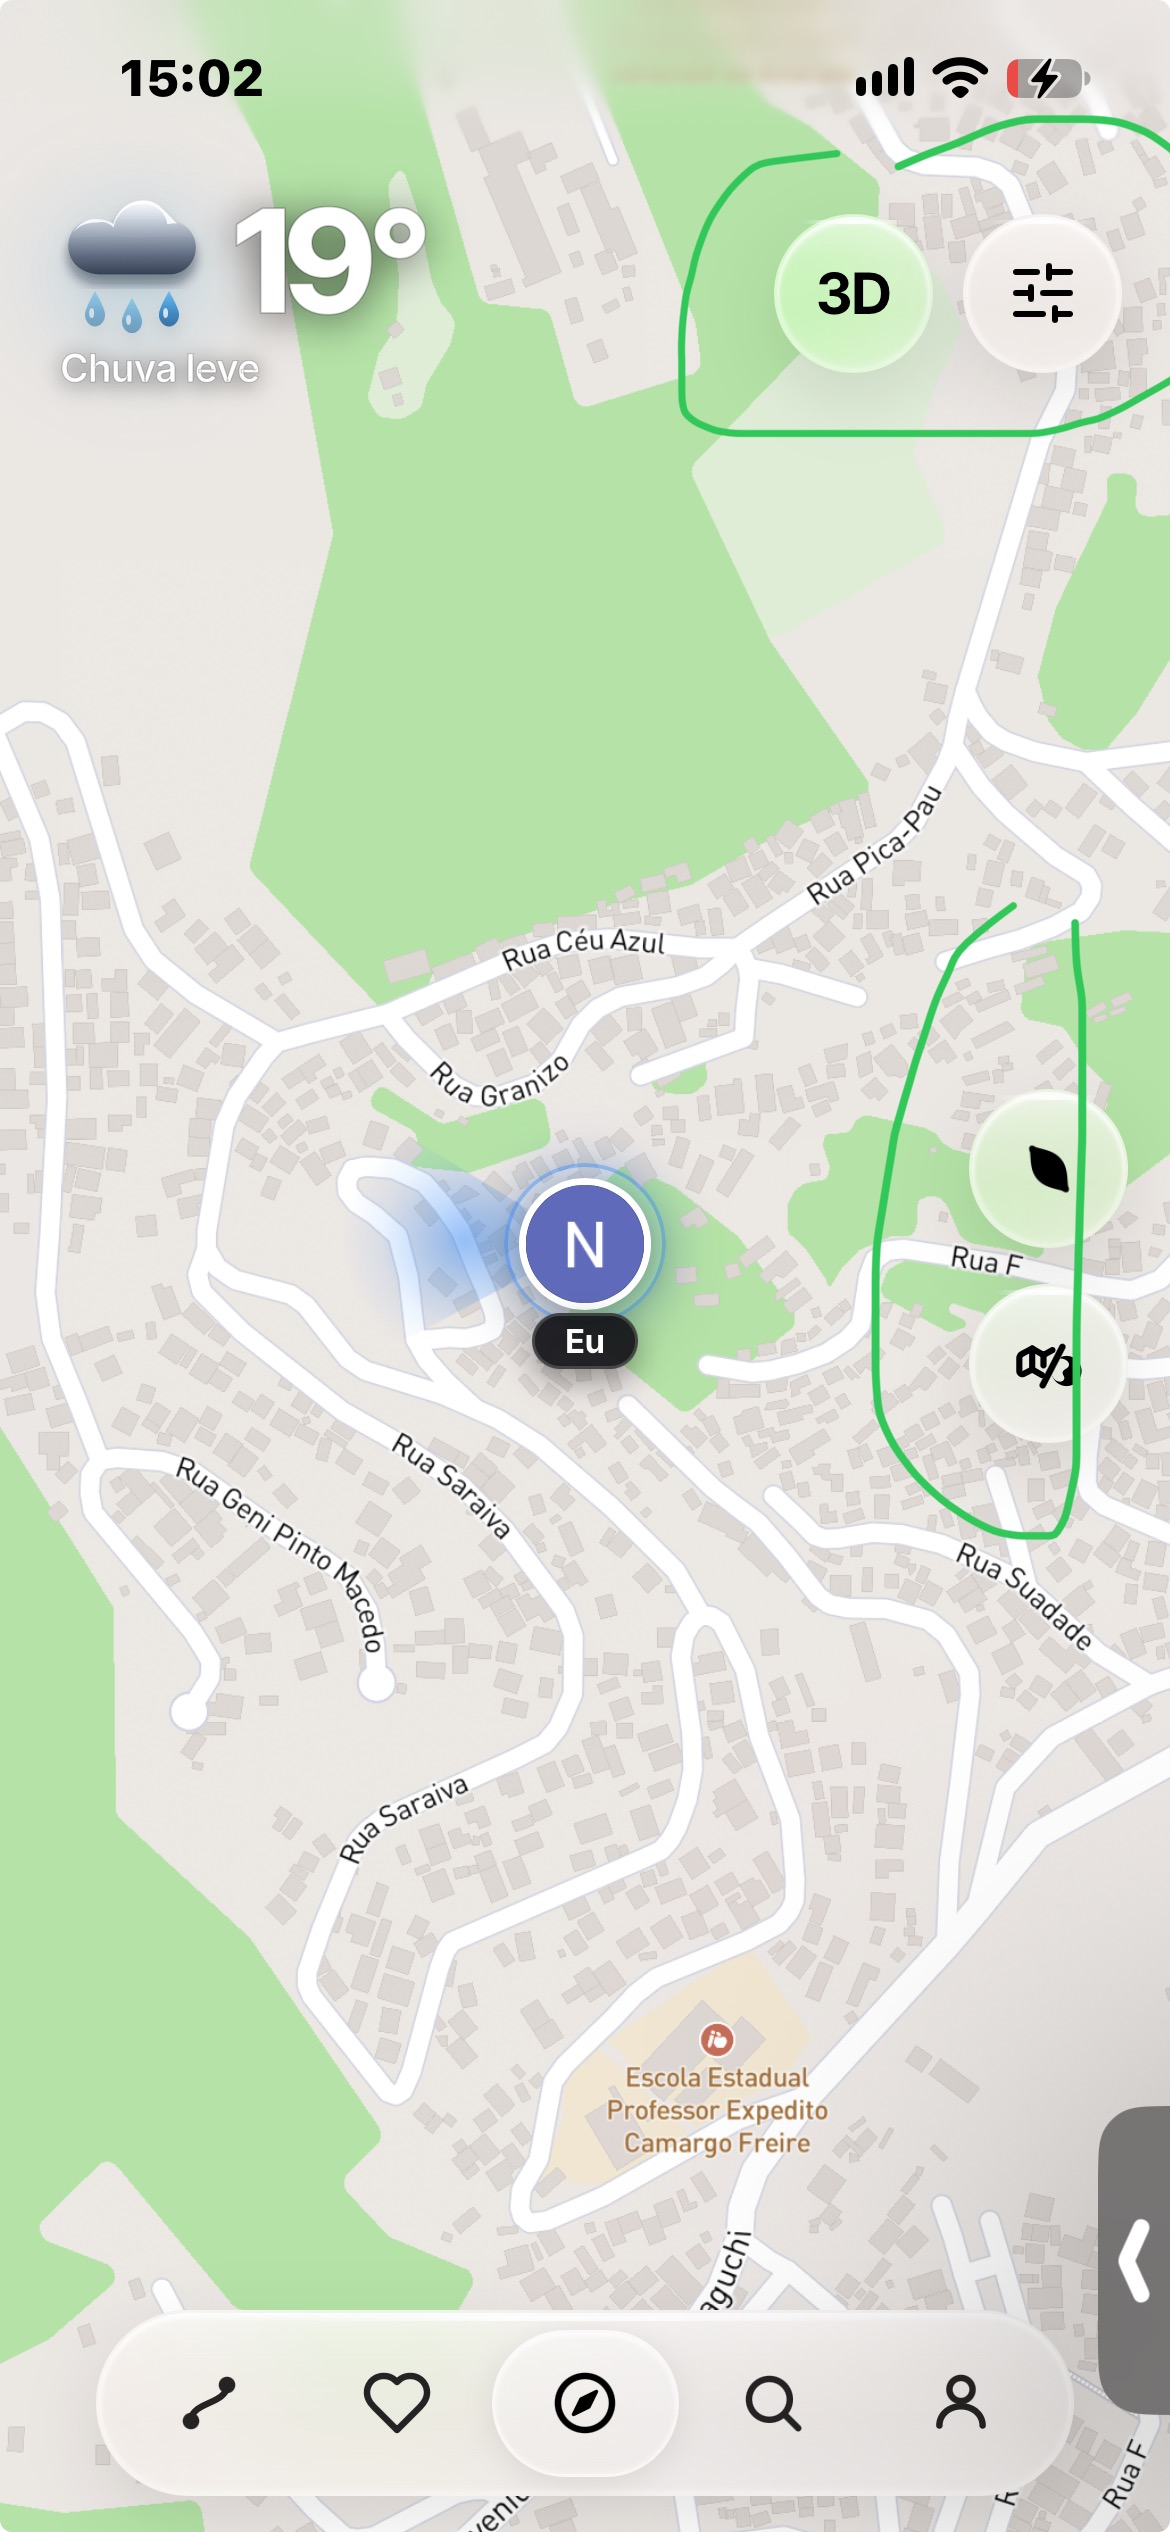 15:02
19°
Chuva leve
3D
Rua Pica-Pau
Rua Céu Azul
Rua Granizo
N
Eu
Rua F
Rua Saraiva
Rua Geni Pinto Macedo
Rua Suadade
Rua Saraiva
Escola Estadual
Professor Expedito
Camargo Freire
aguchi
Rua F
R